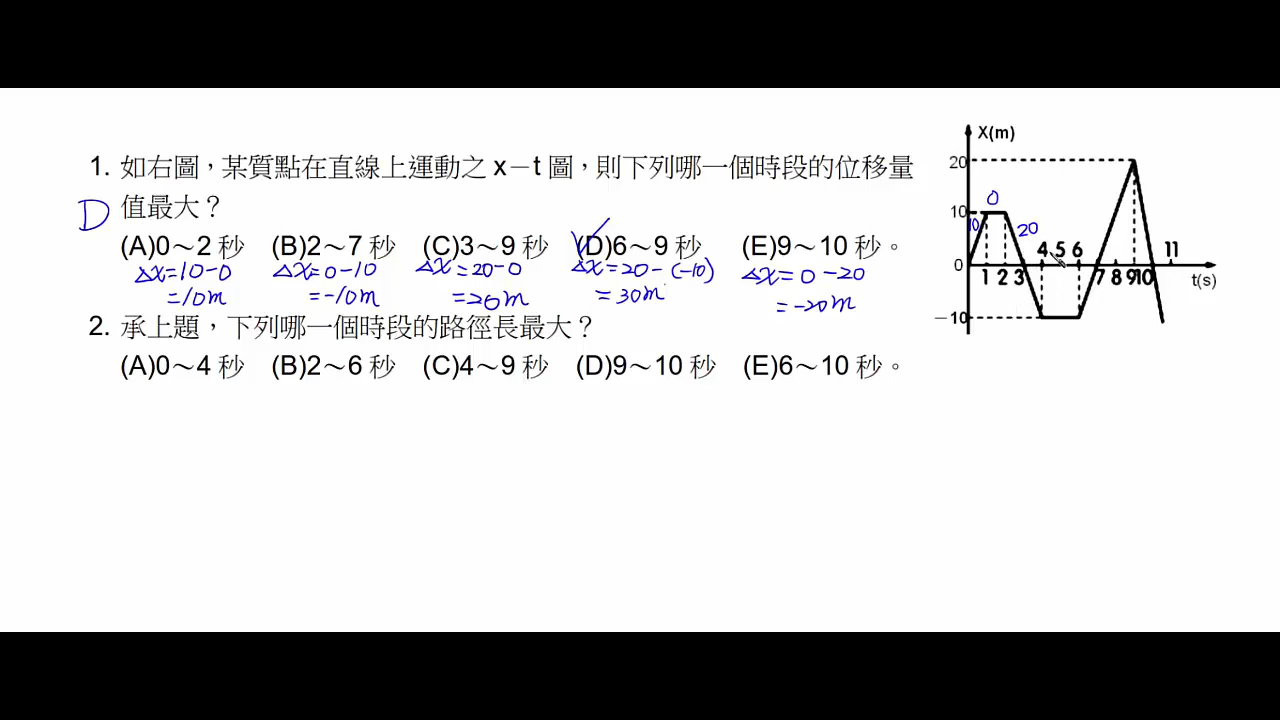 1. 如右圖，某質點在直線上運動之 x－t 圖，則下列哪一個時段的位移量
D 值最大？
(A)0～2 秒 (B)2～7 秒 (C)3～9 秒 (D)6～9 秒 (E)9～10 秒。
Δx=10-0 Δx=0-10 Δx=20-0 Δx=20-(-10) Δx=0-20
=10m =-10m =20m =30m =-20m
2. 承上題，下列哪一個時段的路徑長最大？
(A)0～4 秒 (B)2～6 秒 (C)4～9 秒 (D)9～10 秒 (E)6～10 秒。
X(m)
20
10 10 0 20
4 5 6 11
0 1 2 3 7 8 9 10 t(s)
－10